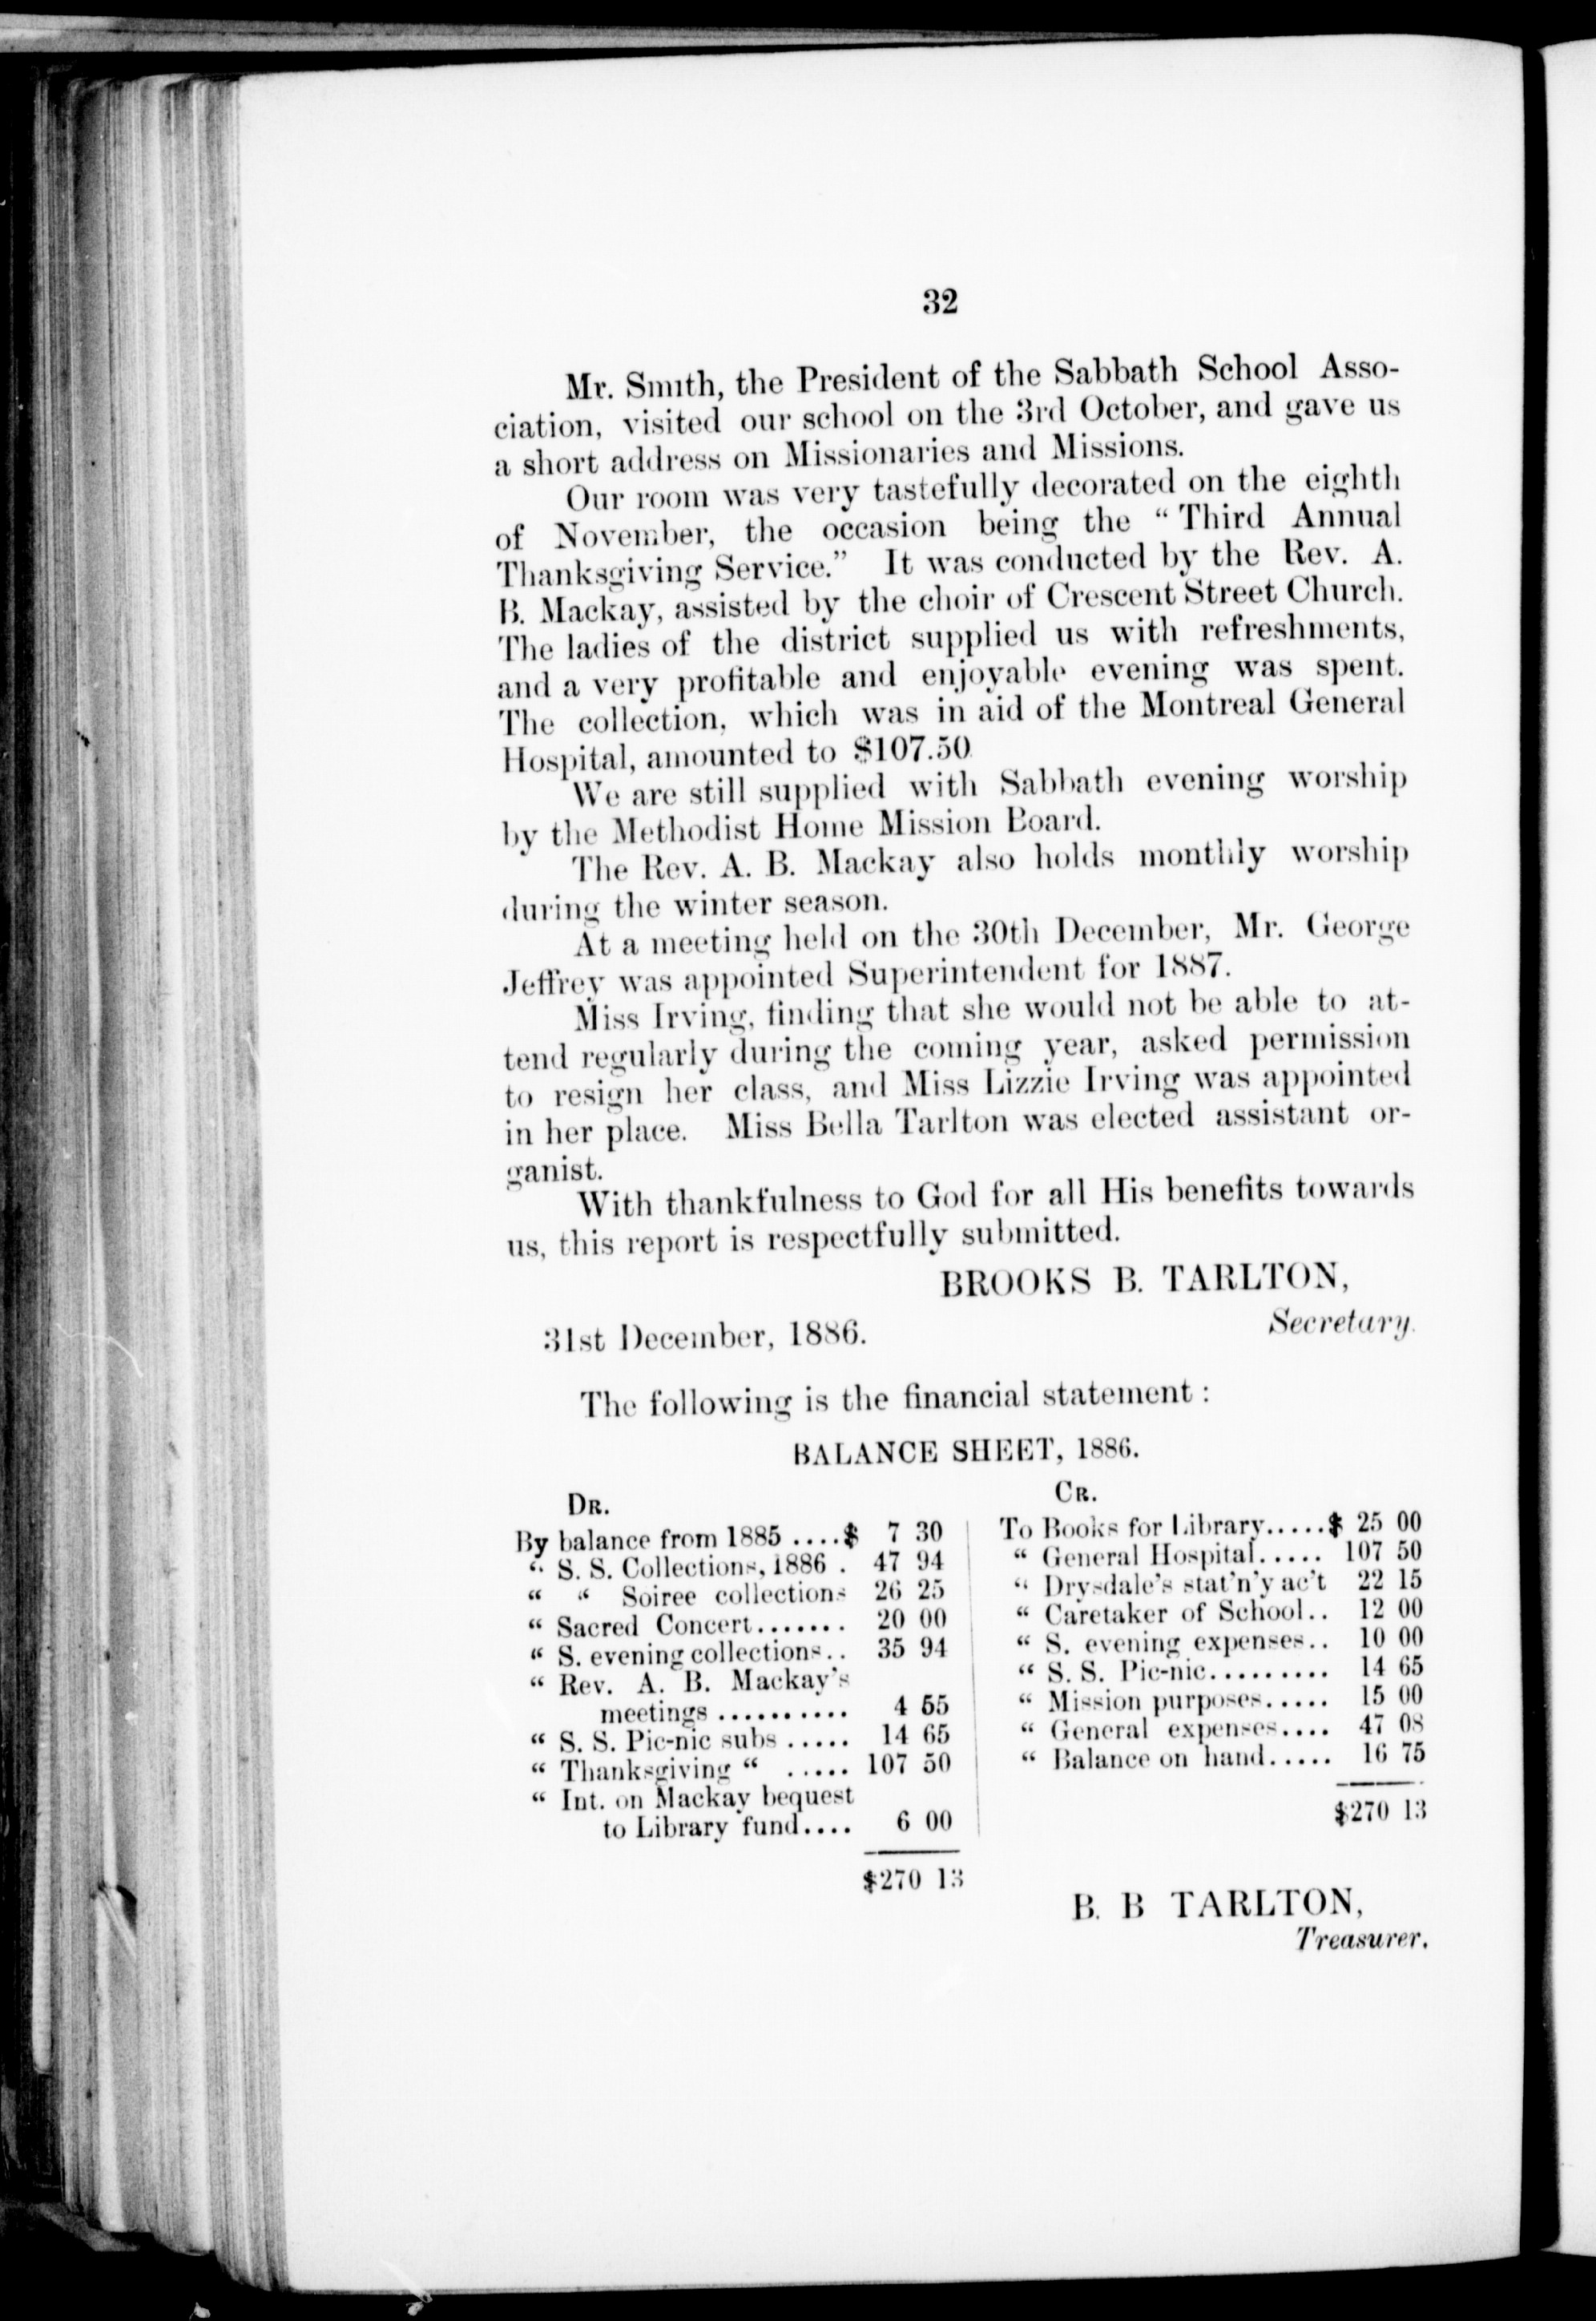 32
Mr. Smith, the President of the Sabbath School Asso-
ciation, visited our school on the 3rd October, and gave us
a short address on Missionaries and Missions.
Our room was very tastefully decorated on the eighth
of November, the occasion being the “Third Annual
Thanksgiving Service.” It was conducted by the Rev. A.
B. Mackay, assisted by the choir of Crescent Street Church.
The ladies of the district supplied us with refreshments,
and a very profitable and enjoyable evening was spent.
The collection, which was in aid of the Montreal General
Hospital, amounted to $107.50
We are still supplied with Sabbath evening worship
by the Methodist Home Mission Board.
The Rev. A. B. Mackay also holds monthly worship
during the winter season.
At a meeting held on the 30th December, Mr. George
Jeffrey was appointed Superintendent for 1887.
Miss Irving, finding that she would not be able to at-
tend regularly during the coming year, asked permission
to resign her class, and Miss Lizzie Irving was appointed
in her place. Miss Bella Tarlton was elected assistant or-
ganist.
With thankfulness to God for all His benefits towards
us, this report is respectfully submitted.
BROOKS B. TARLTON,
Secretary.
31st December, 1886.
The following is the financial statement:
BALANCE SHEET, 1886.
DR.
By balance from 1885 ....$ 7 30
“ S. S. Collections, 1886 . 47 94
“ “ Soiree collections 26 25
“ Sacred Concert....... 20 00
“ S. evening collections.. 35 94
“ Rev. A. B. Mackay's
meetings .......... 4 55
“ S. S. Pic-nic subs ..... 14 65
“ Thanksgiving “ ..... 107 50
“ Int. on Mackay bequest
to Library fund.... 6 00
$270 13
CR.
To Books for Library.....$ 25 00
“ General Hospital..... 107 50
“ Drysdale's stat'n'y ac't 22 15
“ Caretaker of School.. 12 00
“ S. evening expenses.. 10 00
“ S. S. Pic-nic......... 14 65
“ Mission purposes..... 15 00
“ General expenses.... 47 08
“ Balance on hand..... 16 75
$270 13
B. B TARLTON,
Treasurer.